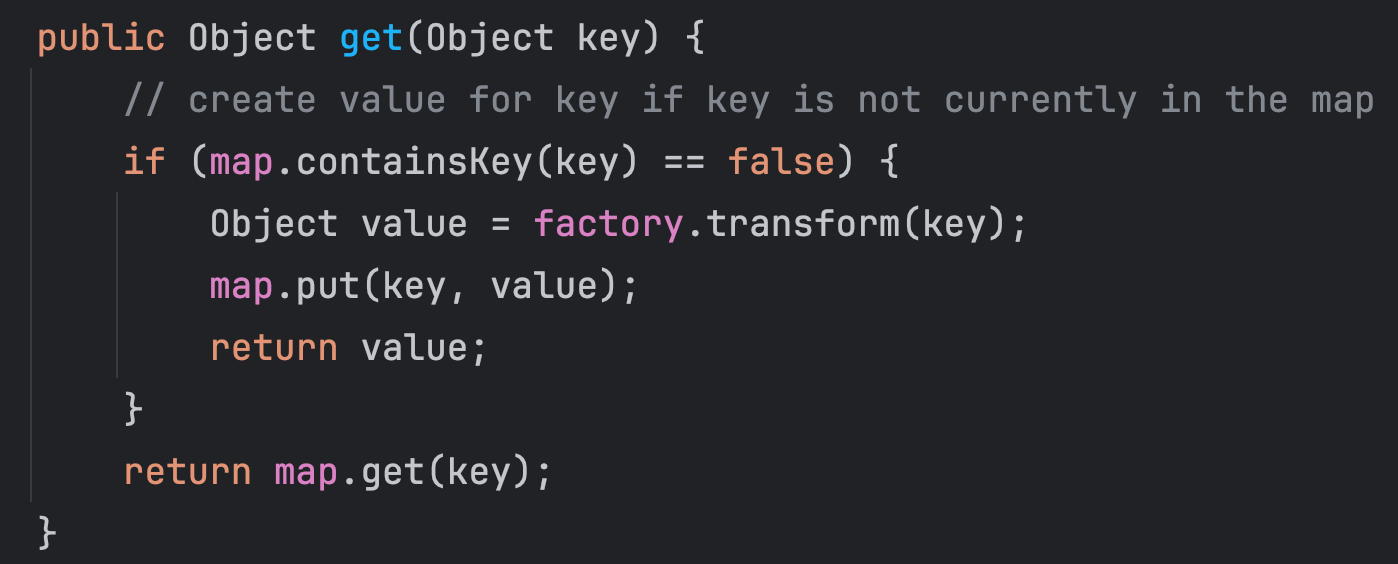 public Object get(Object key) {
    // create value for key if key is not currently in the map
    if (map.containsKey(key) == false) {
        Object value = factory.transform(key);
        map.put(key, value);
        return value;
    }
    return map.get(key);
}